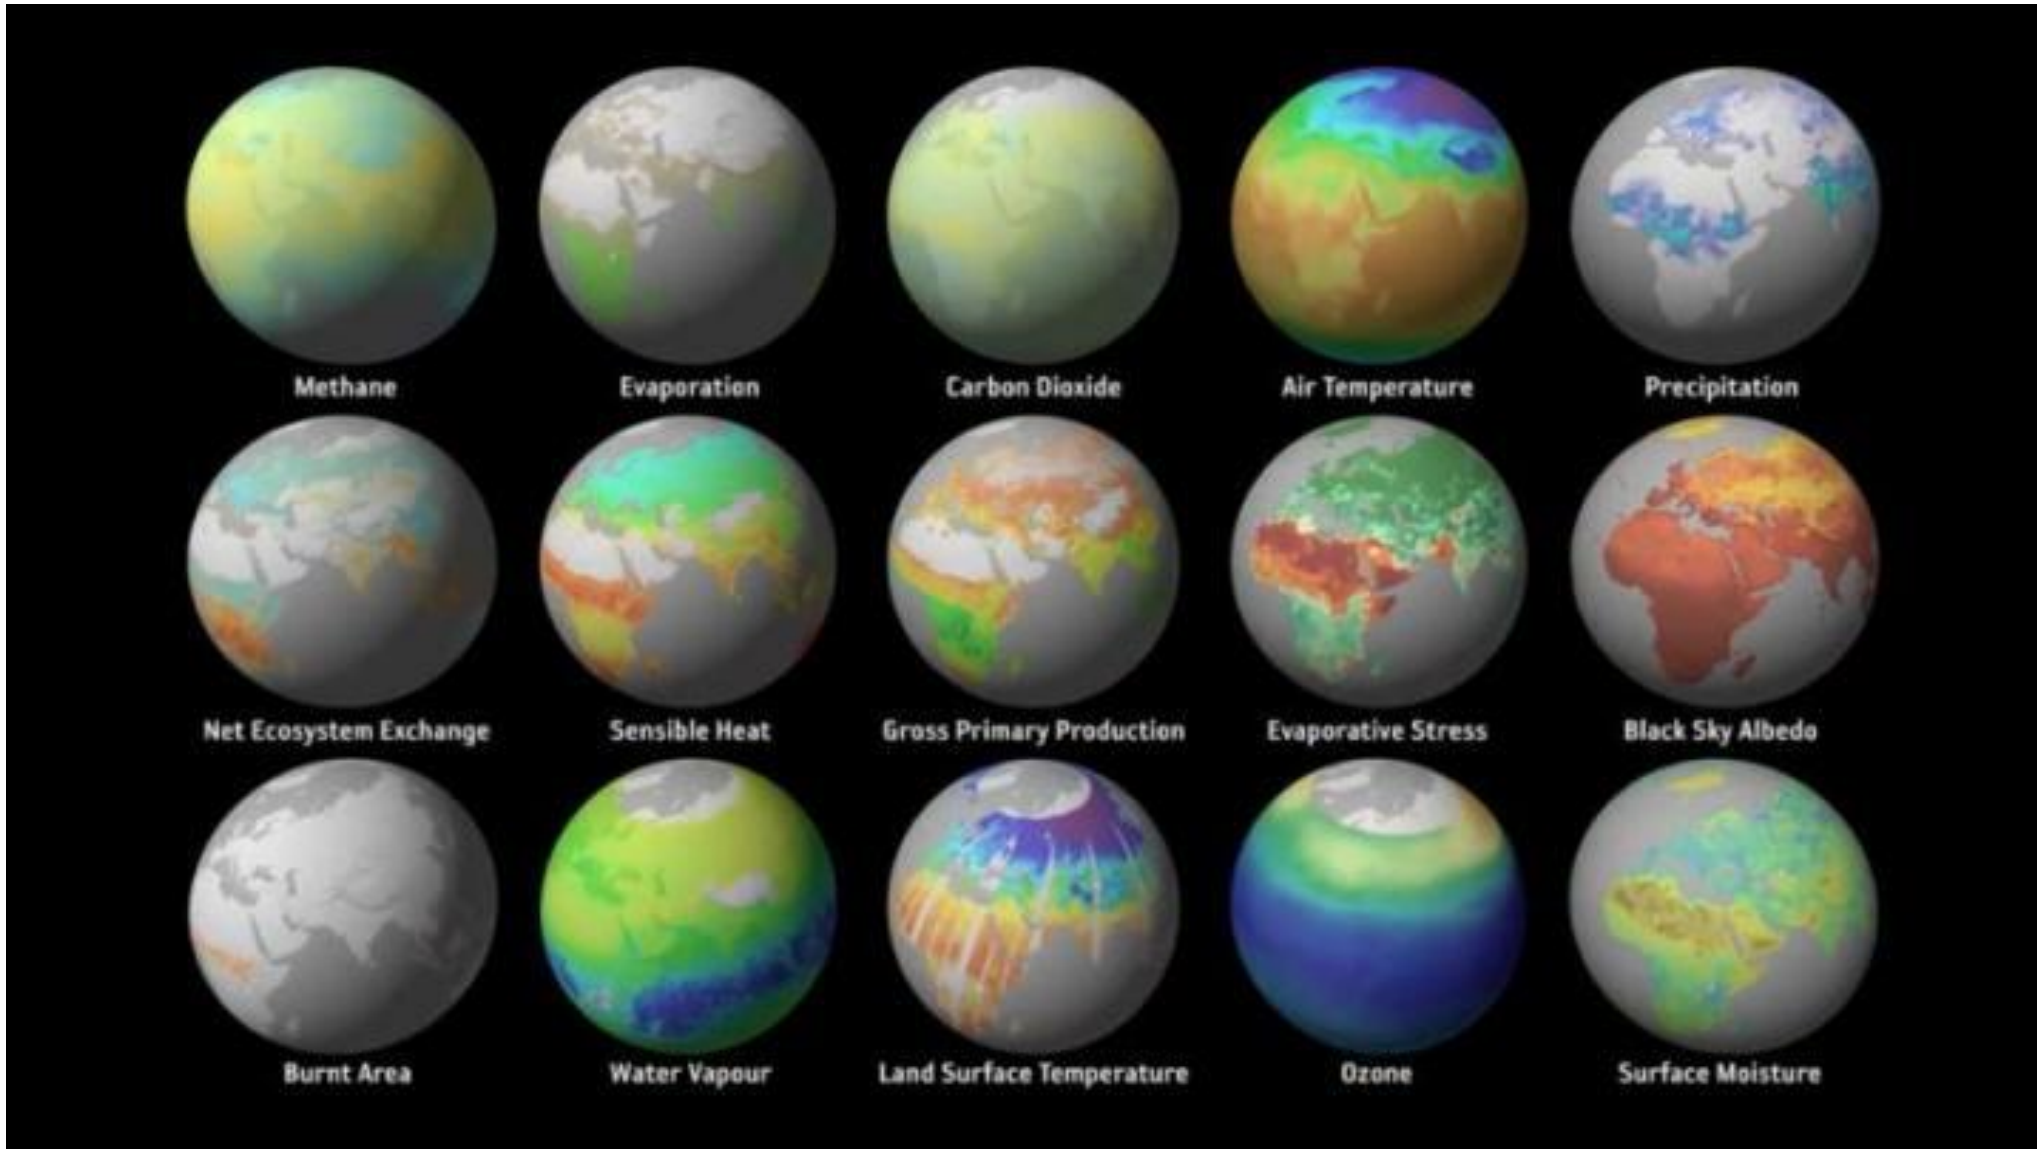 Methane
Evaporation
Carbon Dioxide
Air Temperature
Precipitation
Net Ecosystem Exchange
Sensible Heat
Gross Primary Production
Evaporative Stress
Black Sky Albedo
Burnt Area
Water Vapour
Land Surface Temperature
Ozone
Surface Moisture